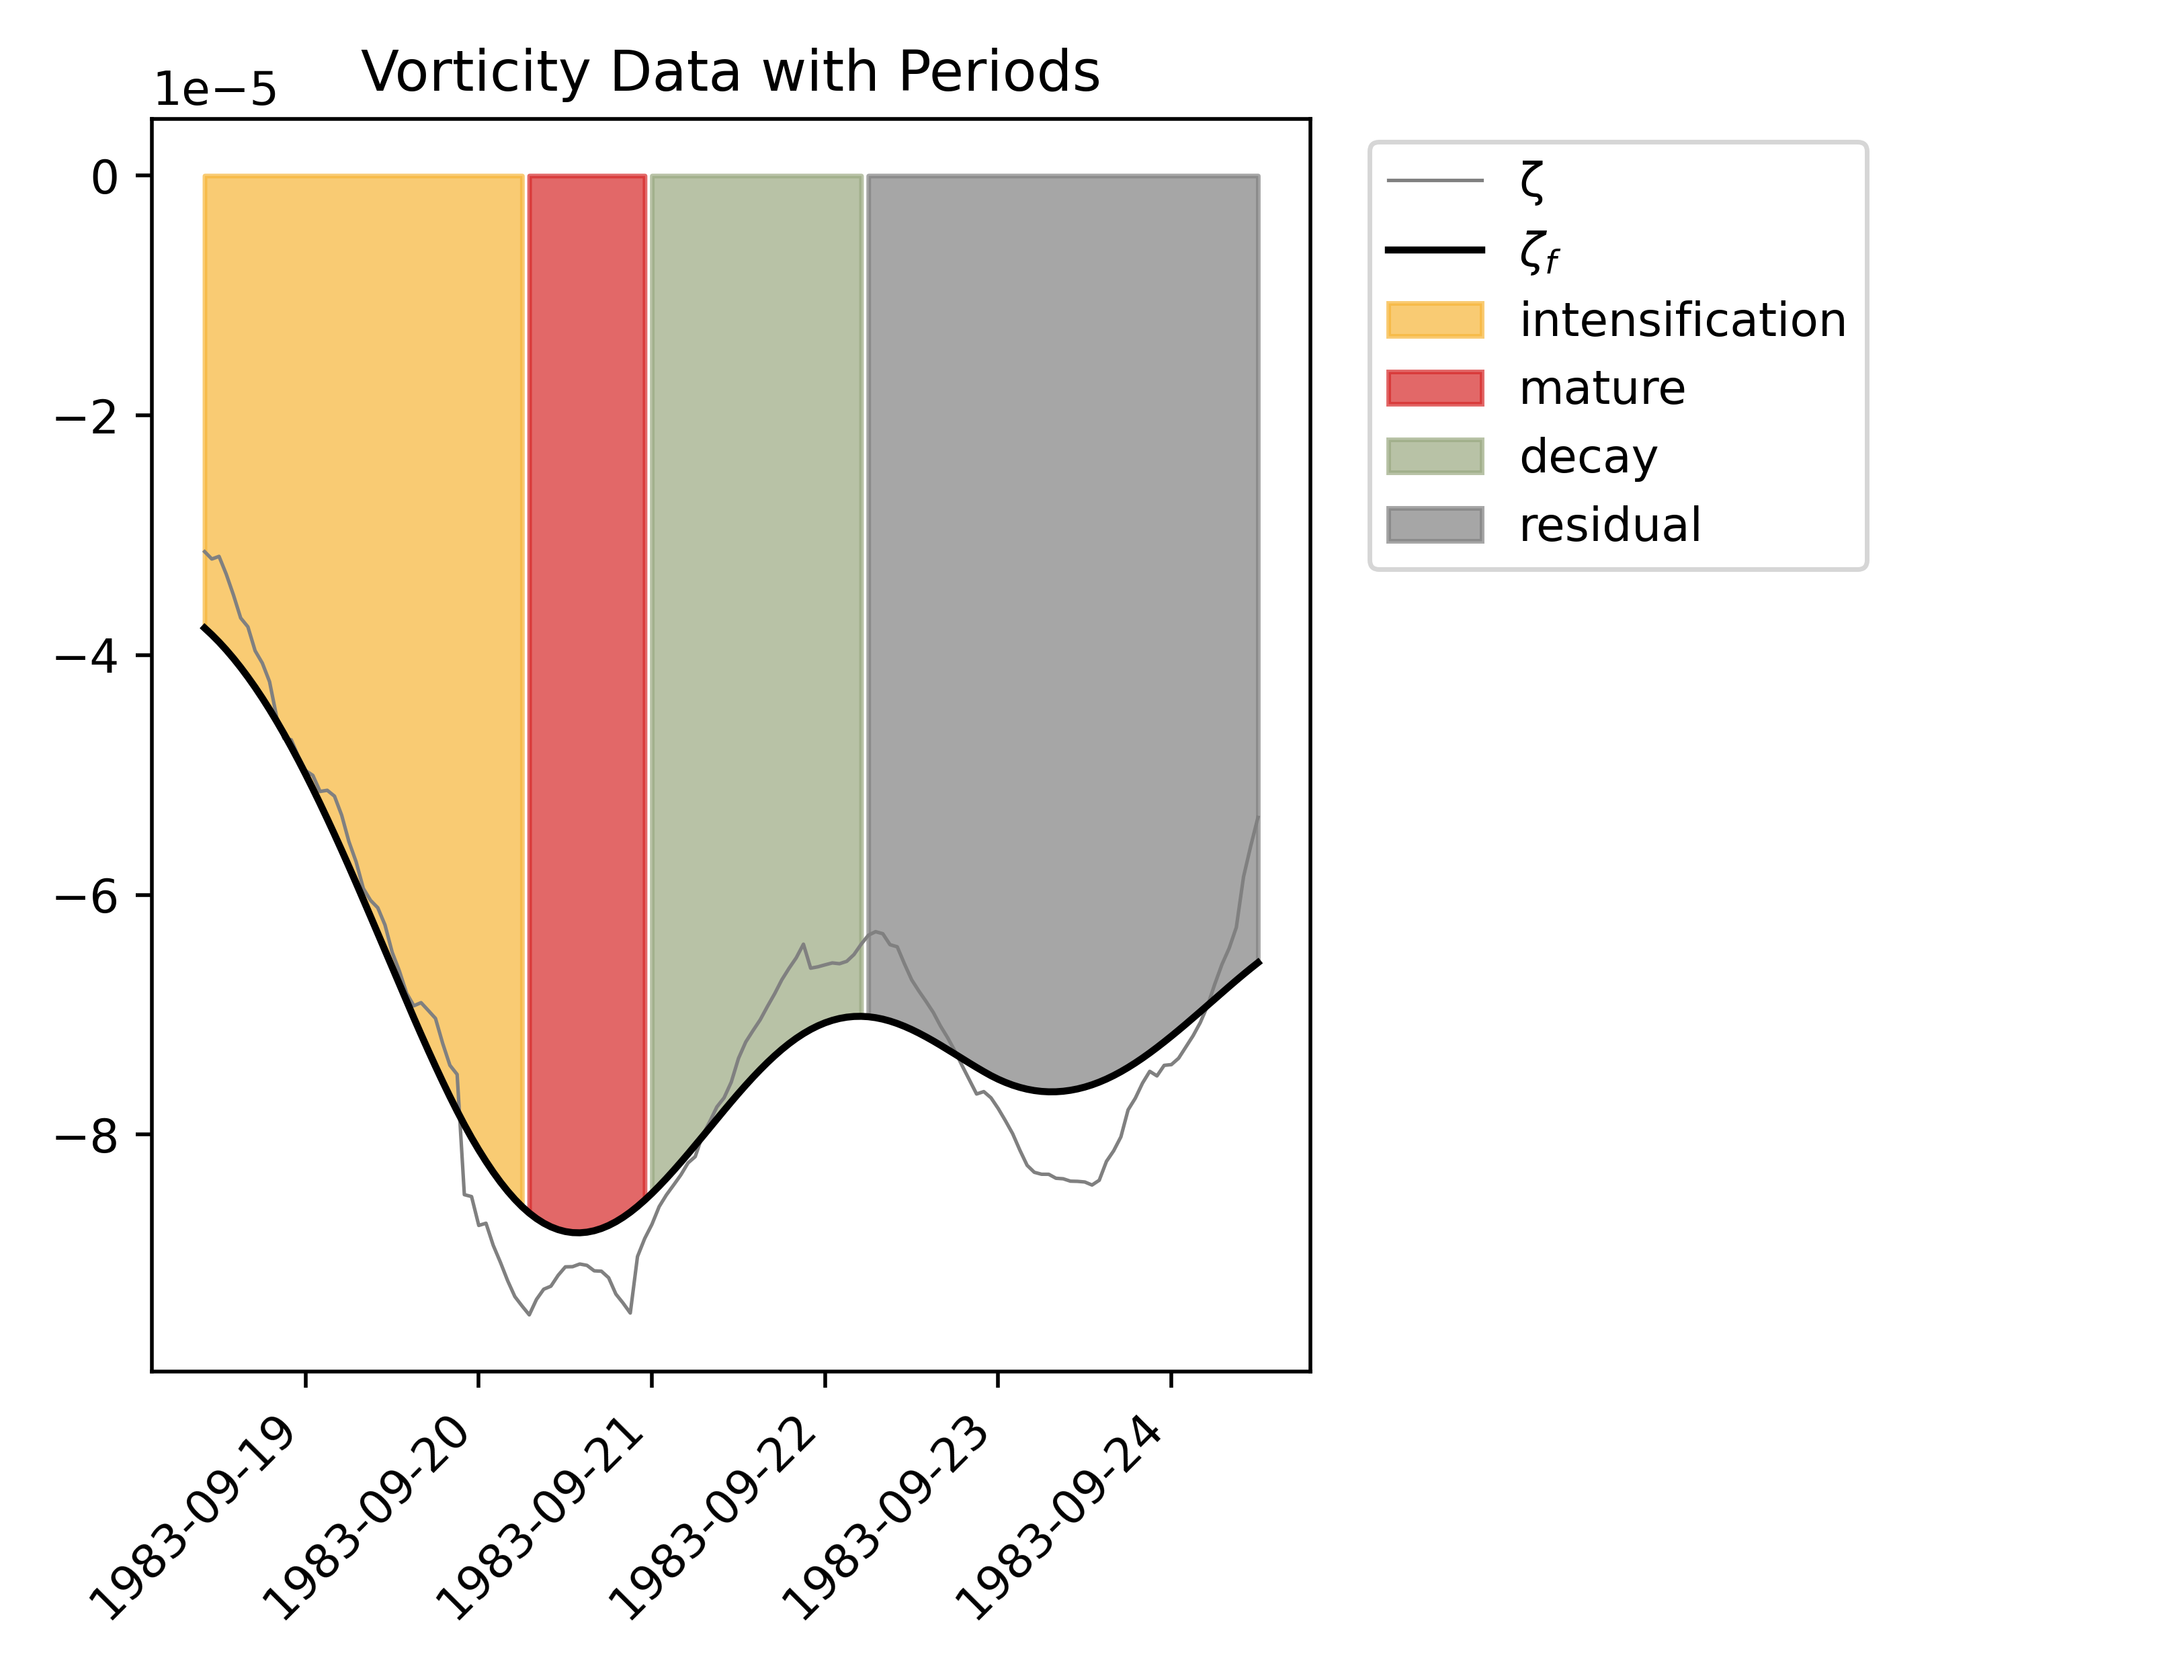 Vorticity Data with Periods
1e−5
0
−2
−4
−6
−8
1983-09-19
1983-09-20
1983-09-21
1983-09-22
1983-09-23
1983-09-24
ζ
ζf
intensification
mature
decay
residual